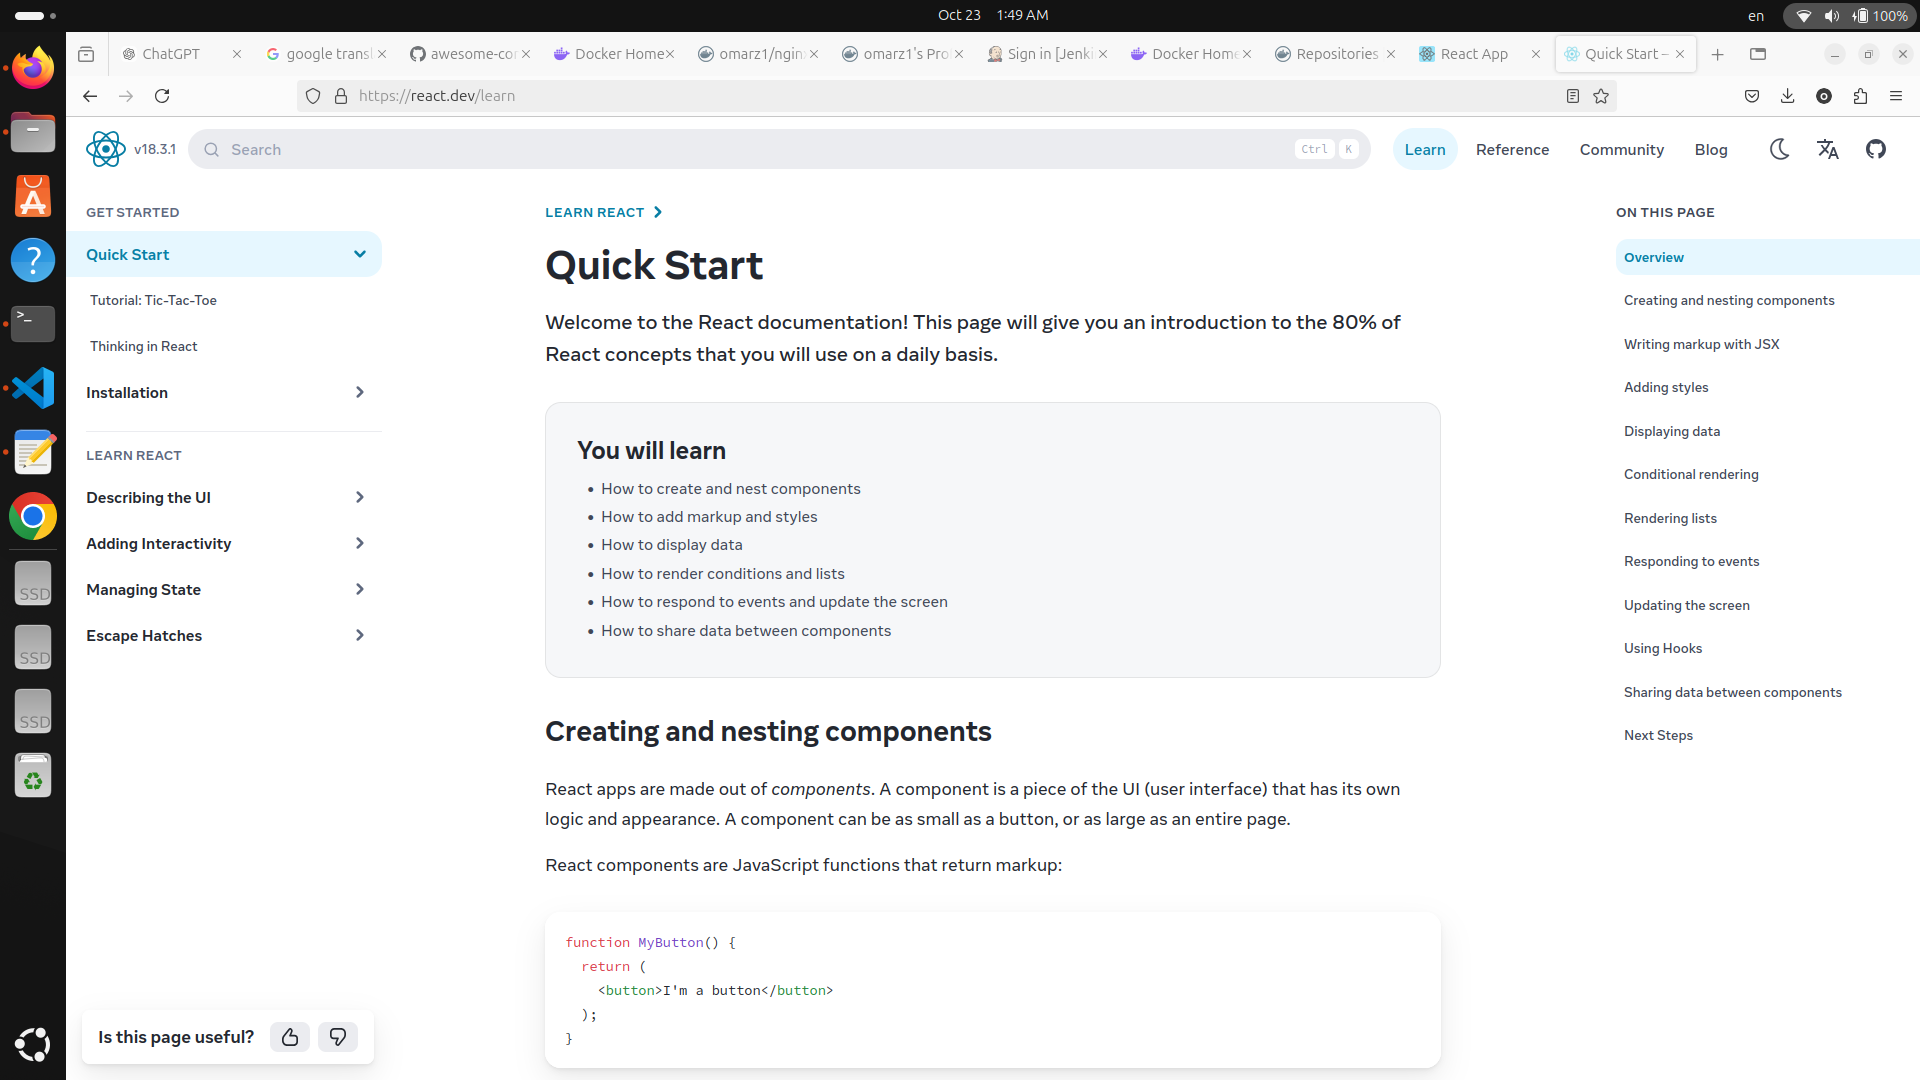 Oct 23 1:49 AM
en
100%
ChatGPT
google transl
awesome-co
Docker Home
omarz1/nginx
omarz1's Pro
Sign in [Jenki
Docker Home
Repositories
React App
Quick Start –
https://react.dev/learn
v18.3.1
Search
Ctrl K
Learn
Reference
Community
Blog
GET STARTED
Quick Start
Tutorial: Tic-Tac-Toe
Thinking in React
Installation
LEARN REACT
Describing the UI
Adding Interactivity
Managing State
Escape Hatches
SSD
SSD
SSD
Is this page useful?
LEARN REACT
Quick Start
Welcome to the React documentation! This page will give you an introduction to the 80% of
React concepts that you will use on a daily basis.
You will learn
• How to create and nest components
• How to add markup and styles
• How to display data
• How to render conditions and lists
• How to respond to events and update the screen
• How to share data between components
Creating and nesting components
React apps are made out of components. A component is a piece of the UI (user interface) that has its own
logic and appearance. A component can be as small as a button, or as large as an entire page.
React components are JavaScript functions that return markup:
function MyButton() {
  return (
    <button>I'm a button</button>
  );
}
ON THIS PAGE
Overview
Creating and nesting components
Writing markup with JSX
Adding styles
Displaying data
Conditional rendering
Rendering lists
Responding to events
Updating the screen
Using Hooks
Sharing data between components
Next Steps